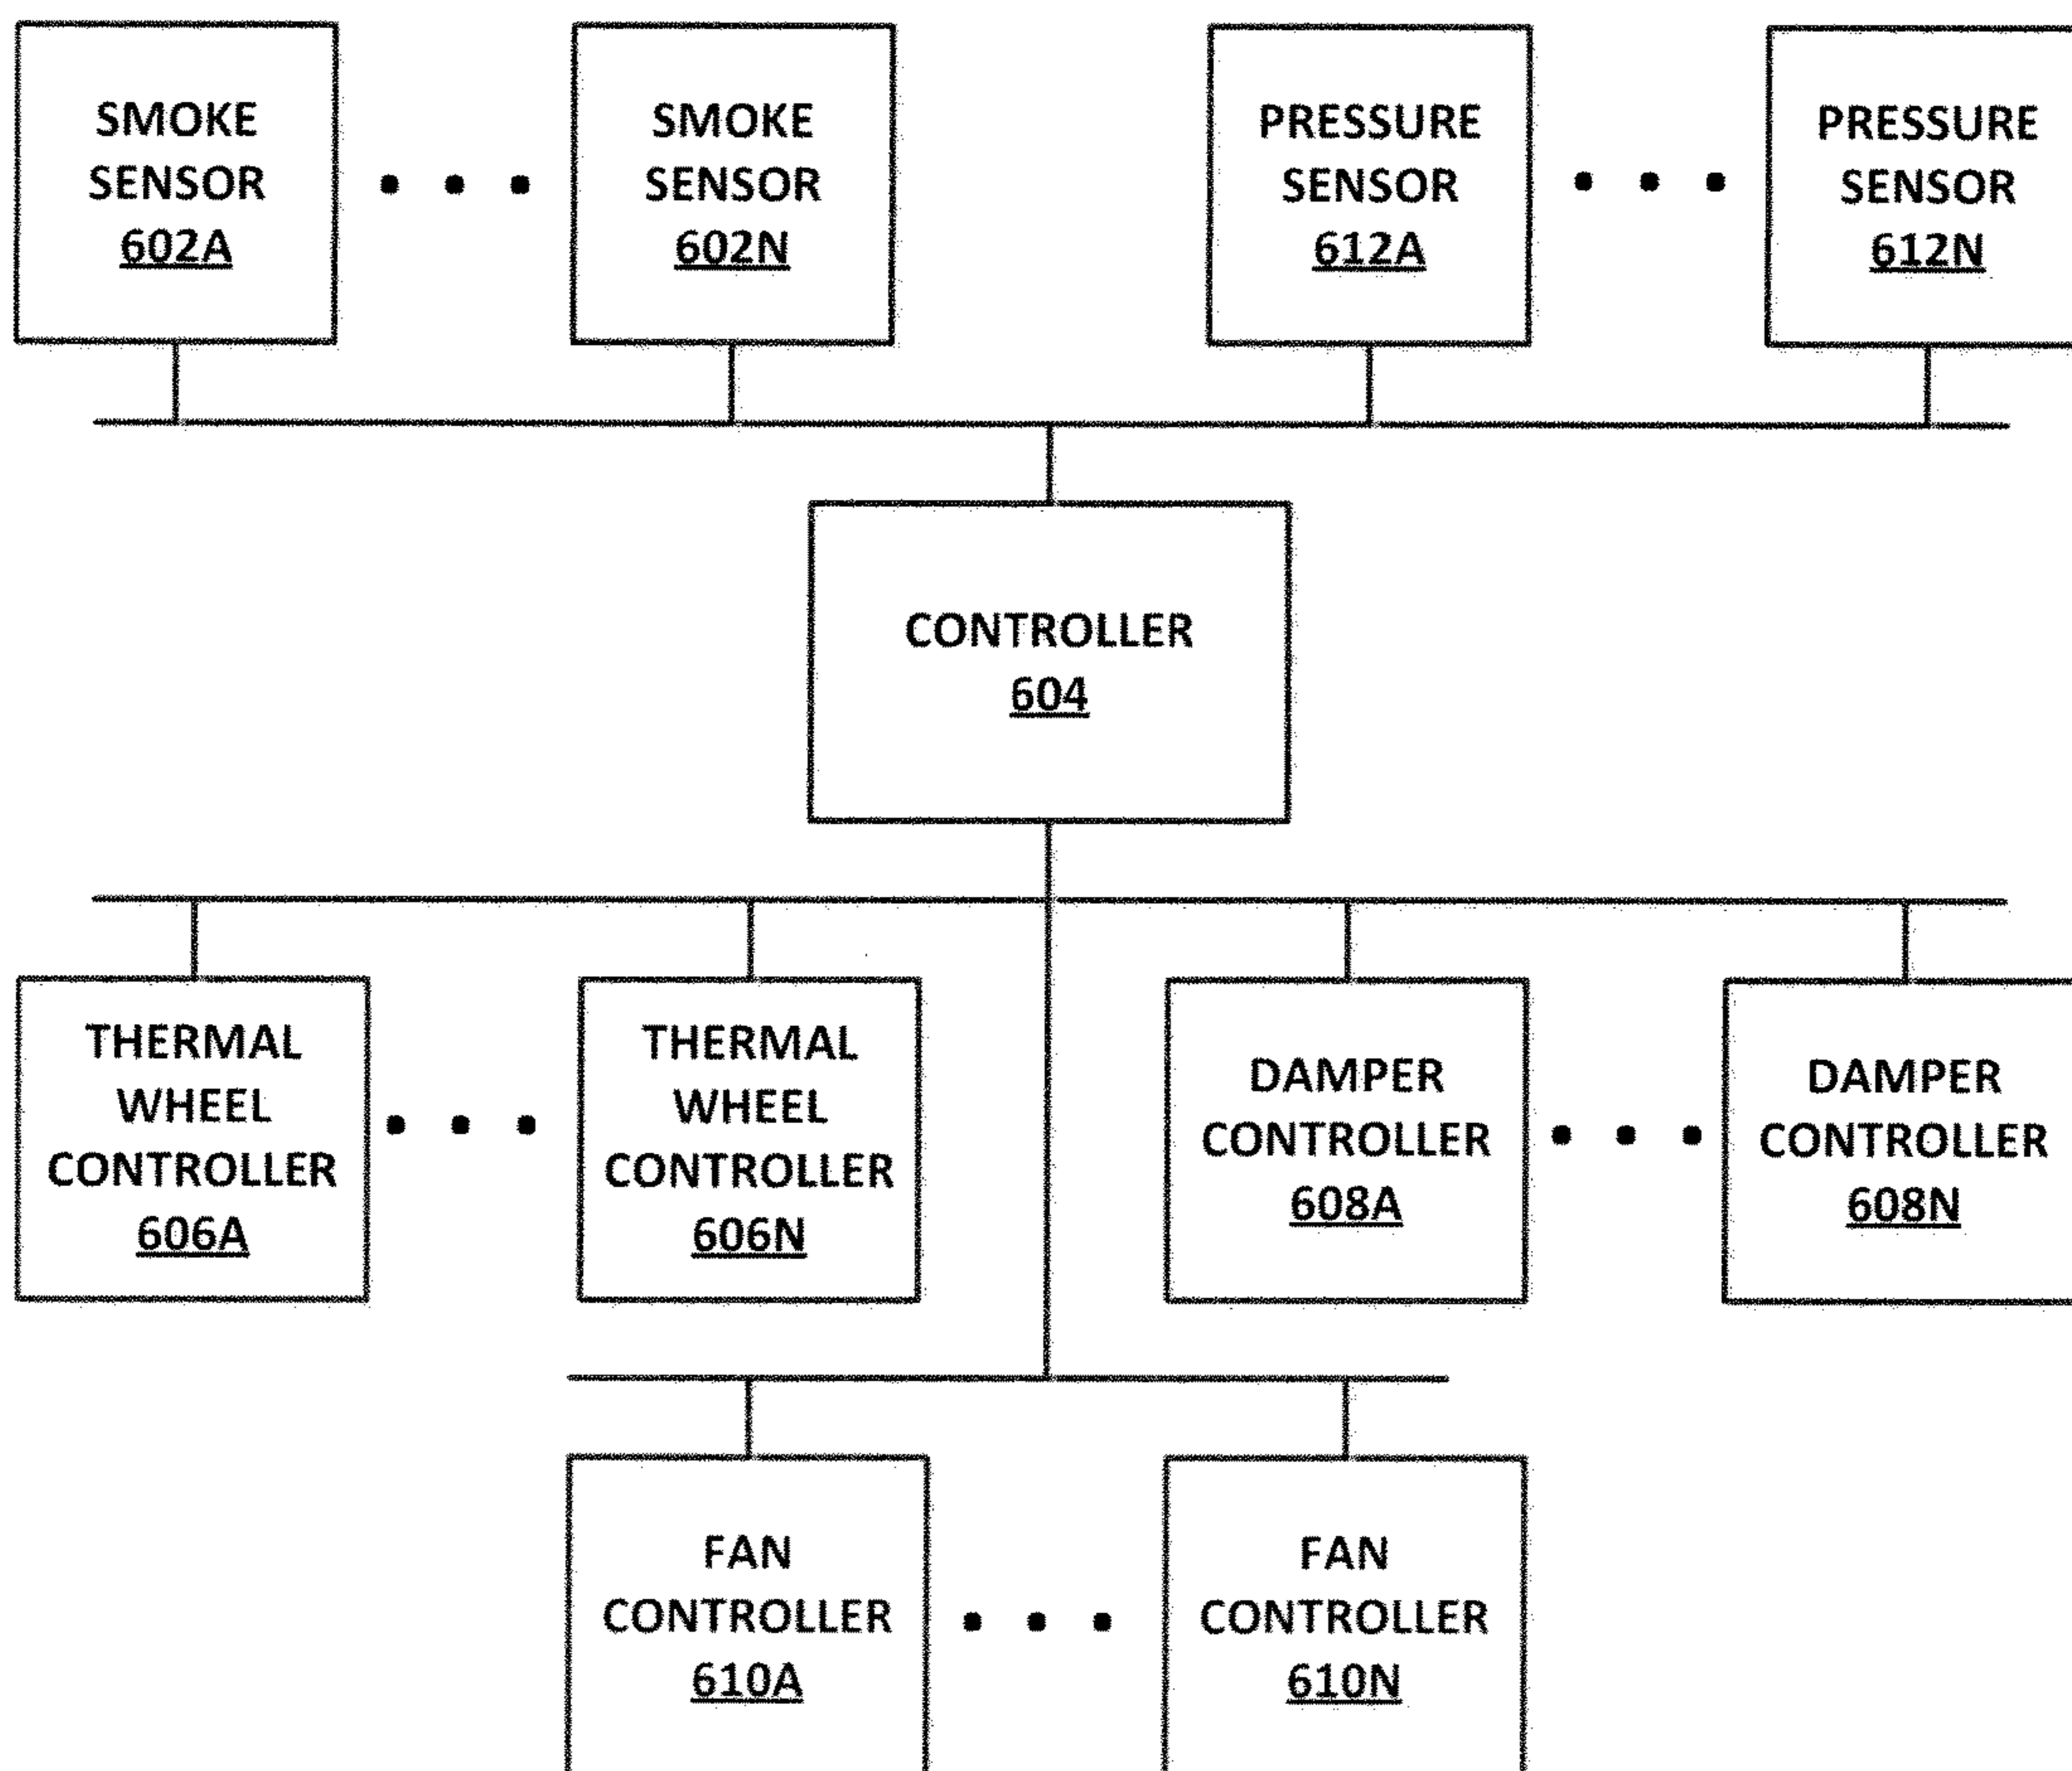 SMOKE
SENSOR
602A
SMOKE
SENSOR
602N
PRESSURE
SENSOR
612A
PRESSURE
SENSOR
612N
CONTROLLER
604
THERMAL
WHEEL
CONTROLLER
606A
THERMAL
WHEEL
CONTROLLER
606N
DAMPER
CONTROLLER
608A
DAMPER
CONTROLLER
608N
FAN
CONTROLLER
610A
FAN
CONTROLLER
610N